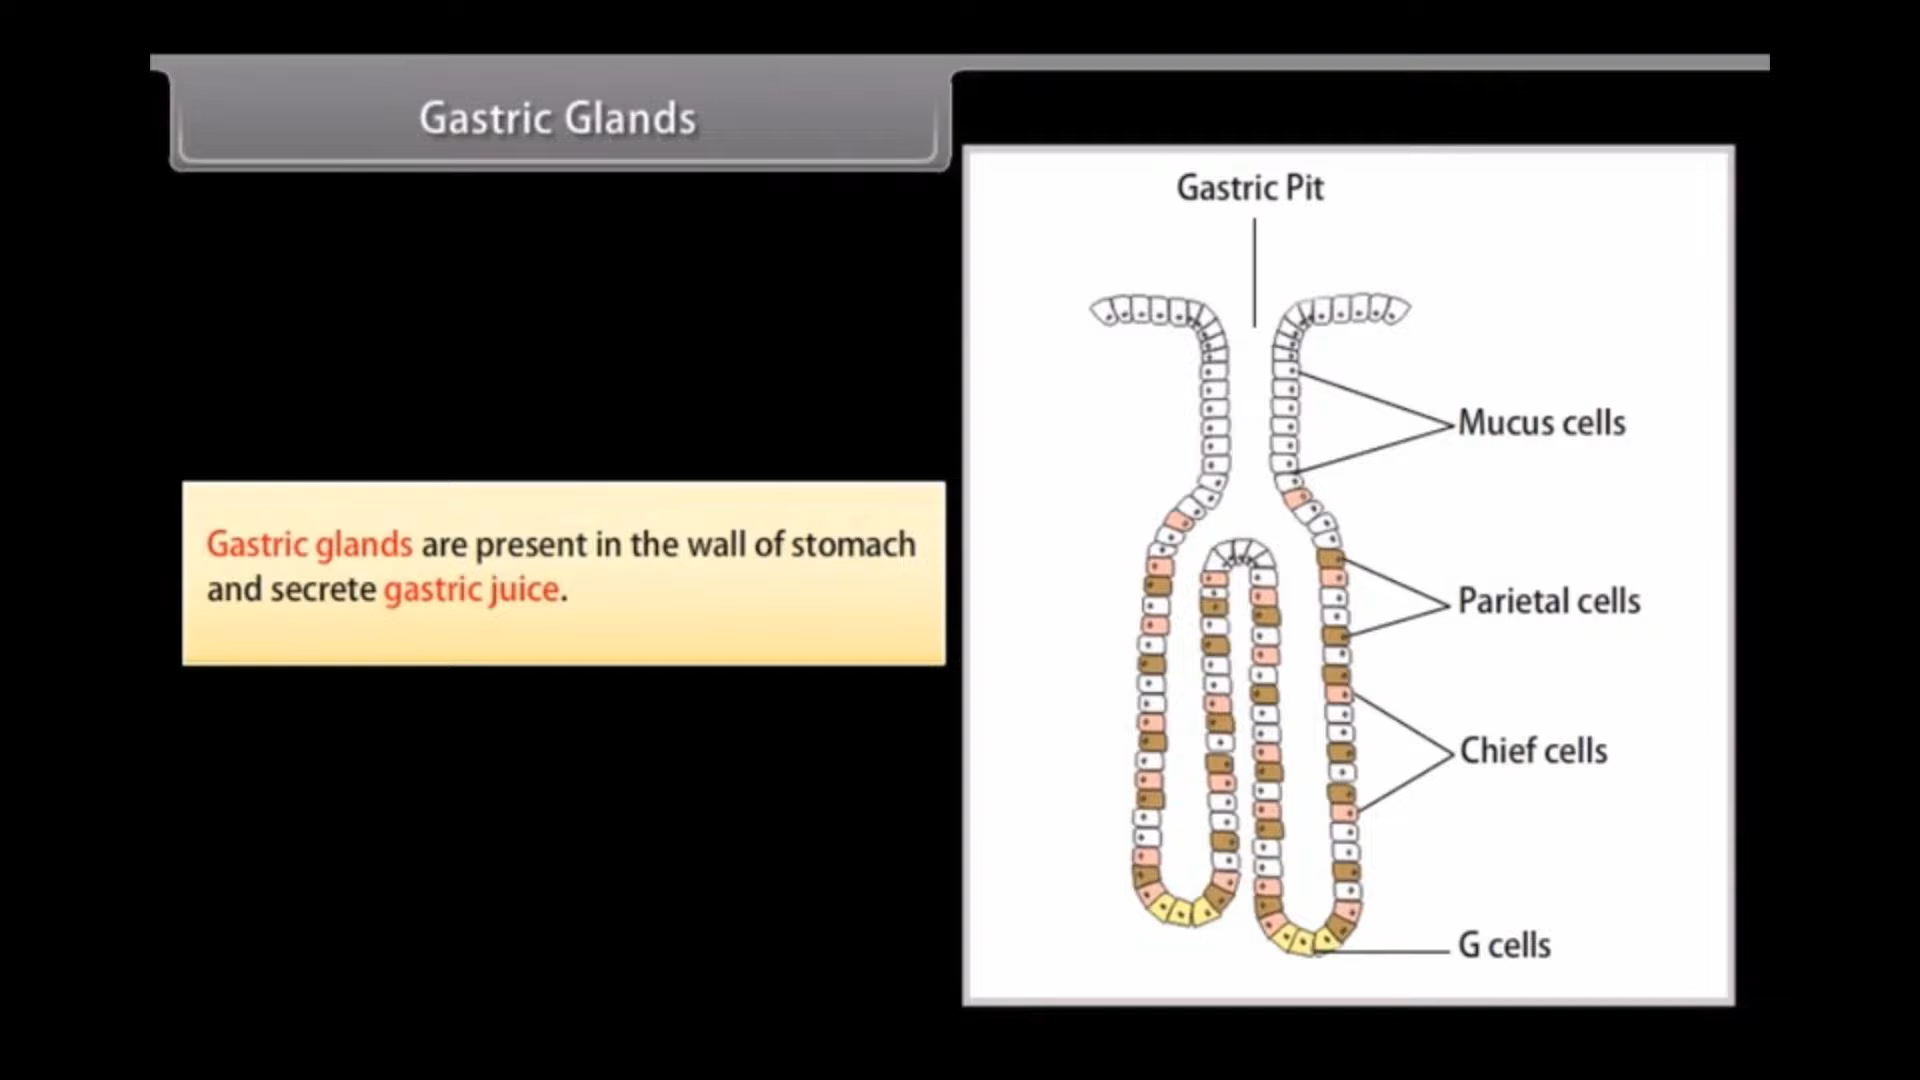 Gastric Glands
Gastric glands are present in the wall of stomach
and secrete gastric juice.
Gastric Pit
Mucus cells
Parietal cells
Chief cells
G cells